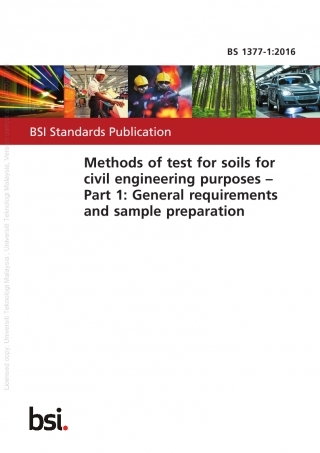 BS 1377-1:2016
BSI Standards Publication
Methods of test for soils for
civil engineering purposes –
Part 1: General requirements
and sample preparation
Licensed copy: Universiti Teknologi Malaysia, Universiti Teknologi Malaysia, Version
bsi.